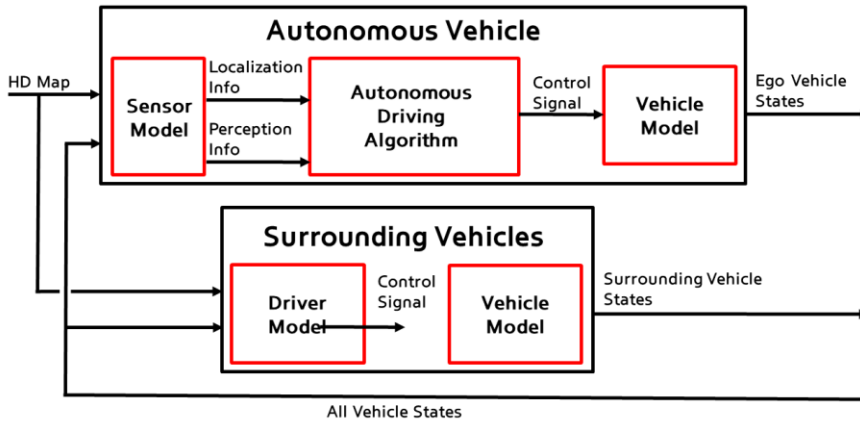 Autonomous Vehicle
HD Map
Sensor
Model
Localization
Info
Perception
Info
Autonomous
Driving
Algorithm
Control
Signal
Vehicle
Model
Ego Vehicle
States
Surrounding Vehicles
Driver
Model
Control
Signal
Vehicle
Model
Surrounding Vehicle
States
All Vehicle States